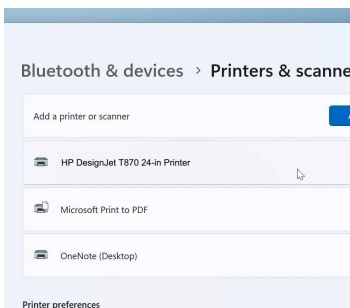 Bluetooth & devices > Printers & scanne
Add a printer or scanner
HP DesignJet T870 24-in Printer
Microsoft Print to PDF
OneNote (Desktop)
Printer preferences